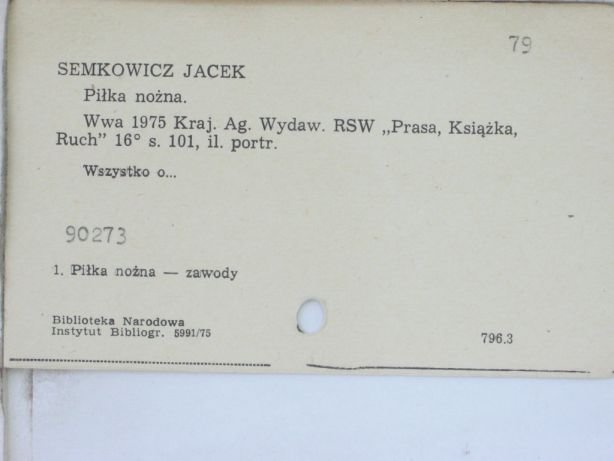 79
SEMKOWICZ JACEK
Piłka nożna.
Wwa 1975 Kraj. Ag. Wydaw. RSW „Prasa, Książka,
Ruch” 16° s. 101, il. portr.
Wszystko o...
90273
1. Piłka nożna — zawody
Biblioteka Narodowa
Instytut Bibliogr. 5991/75
796.3